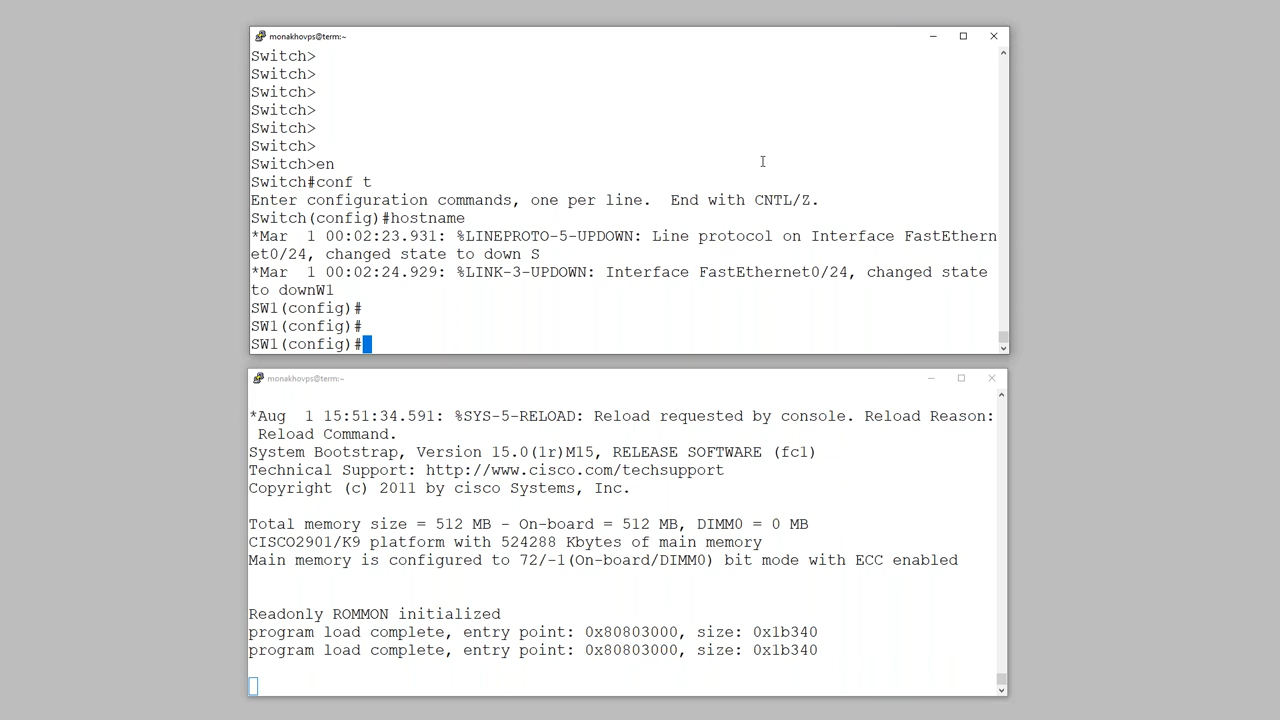 monakhovps@term:~
Switch>
Switch>
Switch>
Switch>
Switch>
Switch>
Switch>en
Switch#conf t
Enter configuration commands, one per line.  End with CNTL/Z.
Switch(config)#hostname
*Mar  1 00:02:23.931: %LINEPROTO-5-UPDOWN: Line protocol on Interface FastEthern
et0/24, changed state to down S
*Mar  1 00:02:24.929: %LINK-3-UPDOWN: Interface FastEthernet0/24, changed state
to downW1
SW1(config)#
SW1(config)#
SW1(config)#
monakhovps@term:~
*Aug  1 15:51:34.591: %SYS-5-RELOAD: Reload requested by console. Reload Reason:
 Reload Command.
System Bootstrap, Version 15.0(1r)M15, RELEASE SOFTWARE (fc1)
Technical Support: http://www.cisco.com/techsupport
Copyright (c) 2011 by cisco Systems, Inc.
Total memory size = 512 MB - On-board = 512 MB, DIMM0 = 0 MB
CISCO2901/K9 platform with 524288 Kbytes of main memory
Main memory is configured to 72/-1(On-board/DIMM0) bit mode with ECC enabled
Readonly ROMMON initialized
program load complete, entry point: 0x80803000, size: 0x1b340
program load complete, entry point: 0x80803000, size: 0x1b340